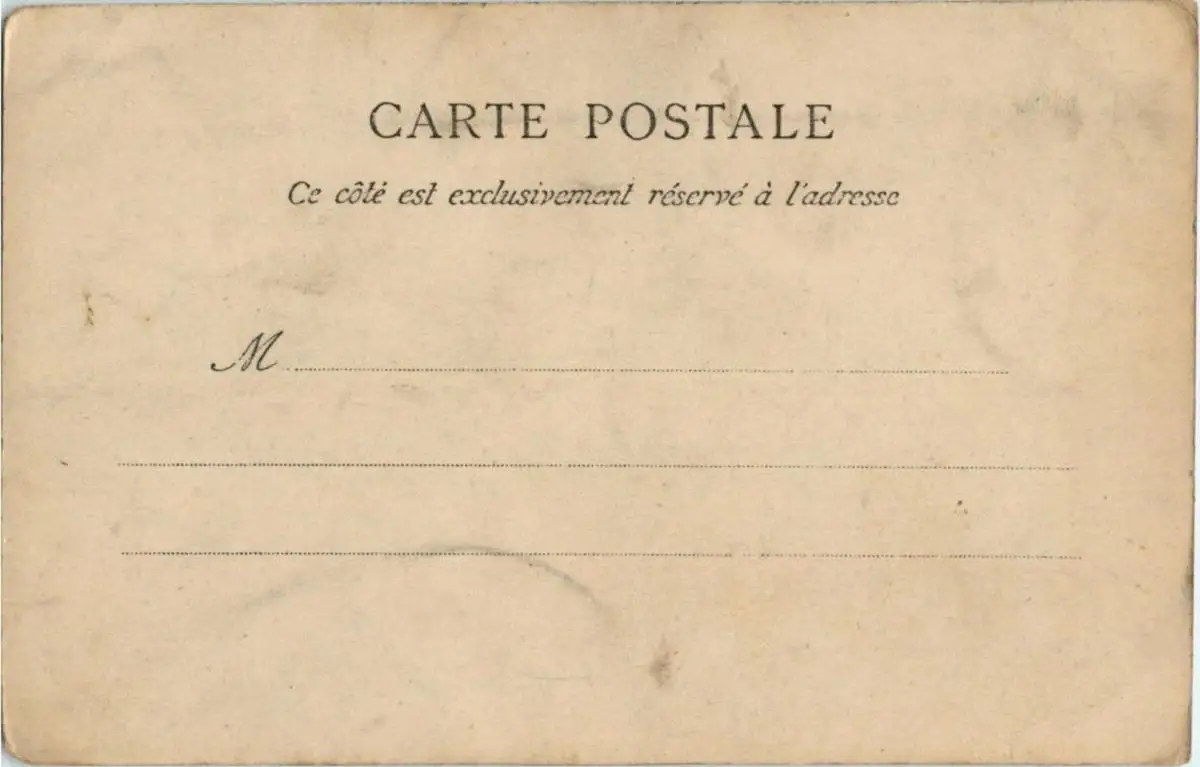 CARTE POSTALE
Ce côté est exclusivement réservé à l'adresse
M